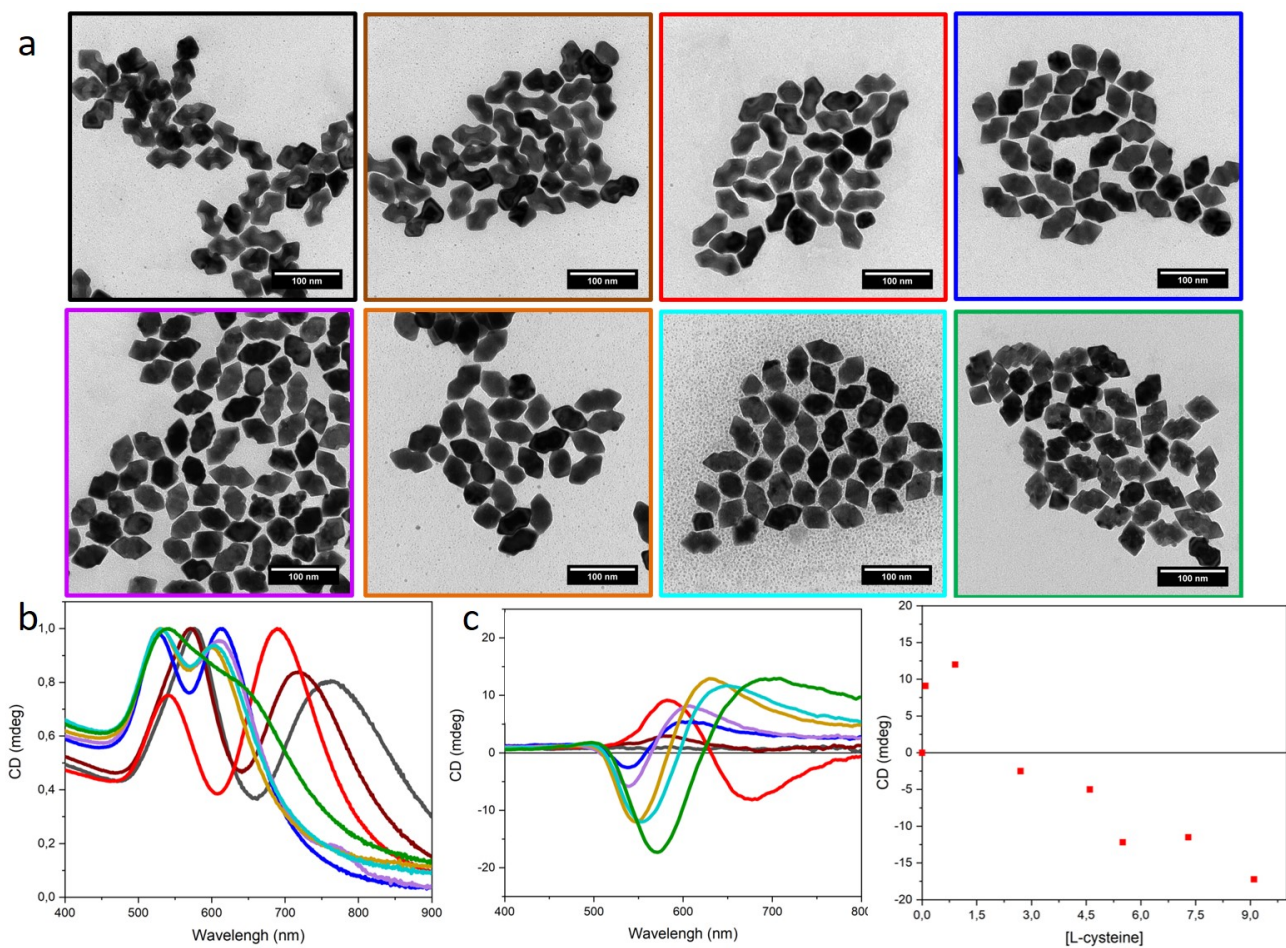 a
100 nm
100 nm
100 nm
100 nm
100 nm
100 nm
100 nm
100 nm
b
CD (mdeg)
1,0
0,8
0,6
0,4
0,2
0,0
400
500
600
700
800
900
Wavelengh (nm)
c
CD (mdeg)
20
10
0
-10
-20
400
500
600
700
800
Wavelengh (nm)
CD (mdeg)
20
15
10
5
0
-5
-10
-15
-20
0,0
1,5
3,0
4,5
6,0
7,5
9,0
[L-cysteine]